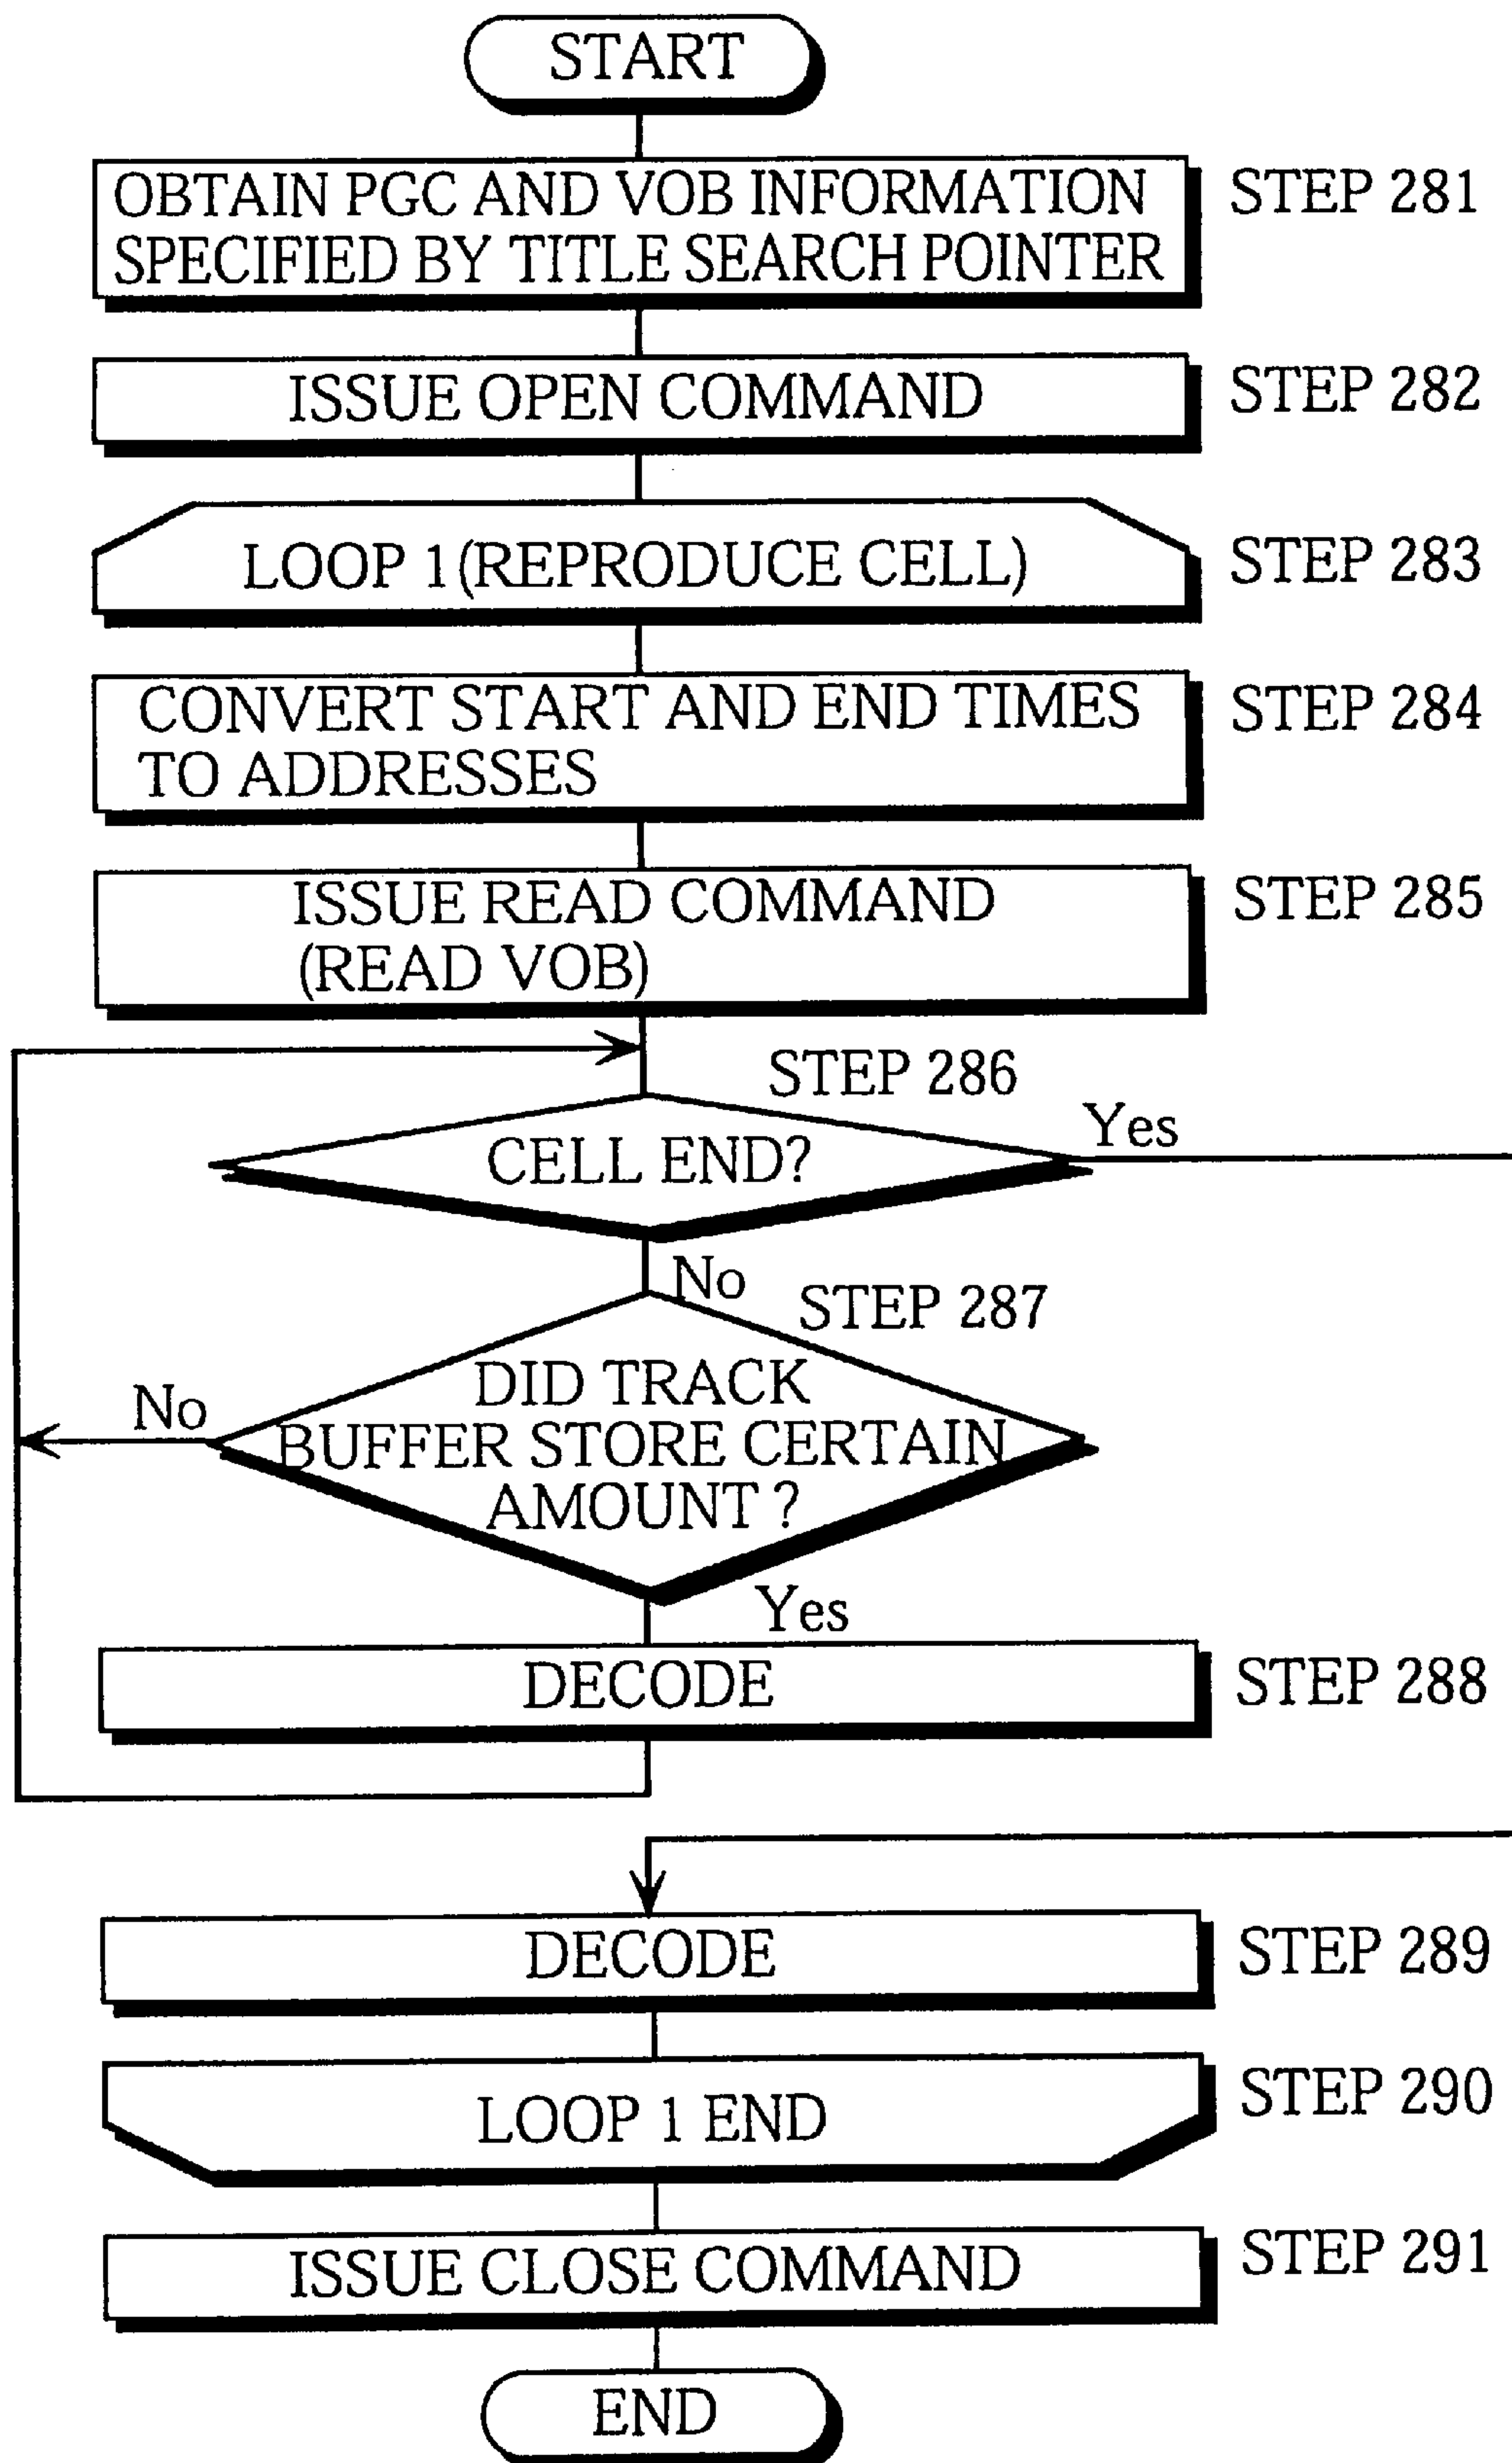 START
OBTAIN PGC AND VOB INFORMATION
SPECIFIED BY TITLE SEARCH POINTER
STEP 281
ISSUE OPEN COMMAND
STEP 282
LOOP 1 (REPRODUCE CELL)
STEP 283
CONVERT START AND END TIMES
TO ADDRESSES
STEP 284
ISSUE READ COMMAND
(READ VOB)
STEP 285
STEP 286
CELL END?
Yes
No
STEP 287
DID TRACK
BUFFER STORE CERTAIN
AMOUNT ?
No
Yes
DECODE
STEP 288
DECODE
STEP 289
LOOP 1 END
STEP 290
ISSUE CLOSE COMMAND
STEP 291
END